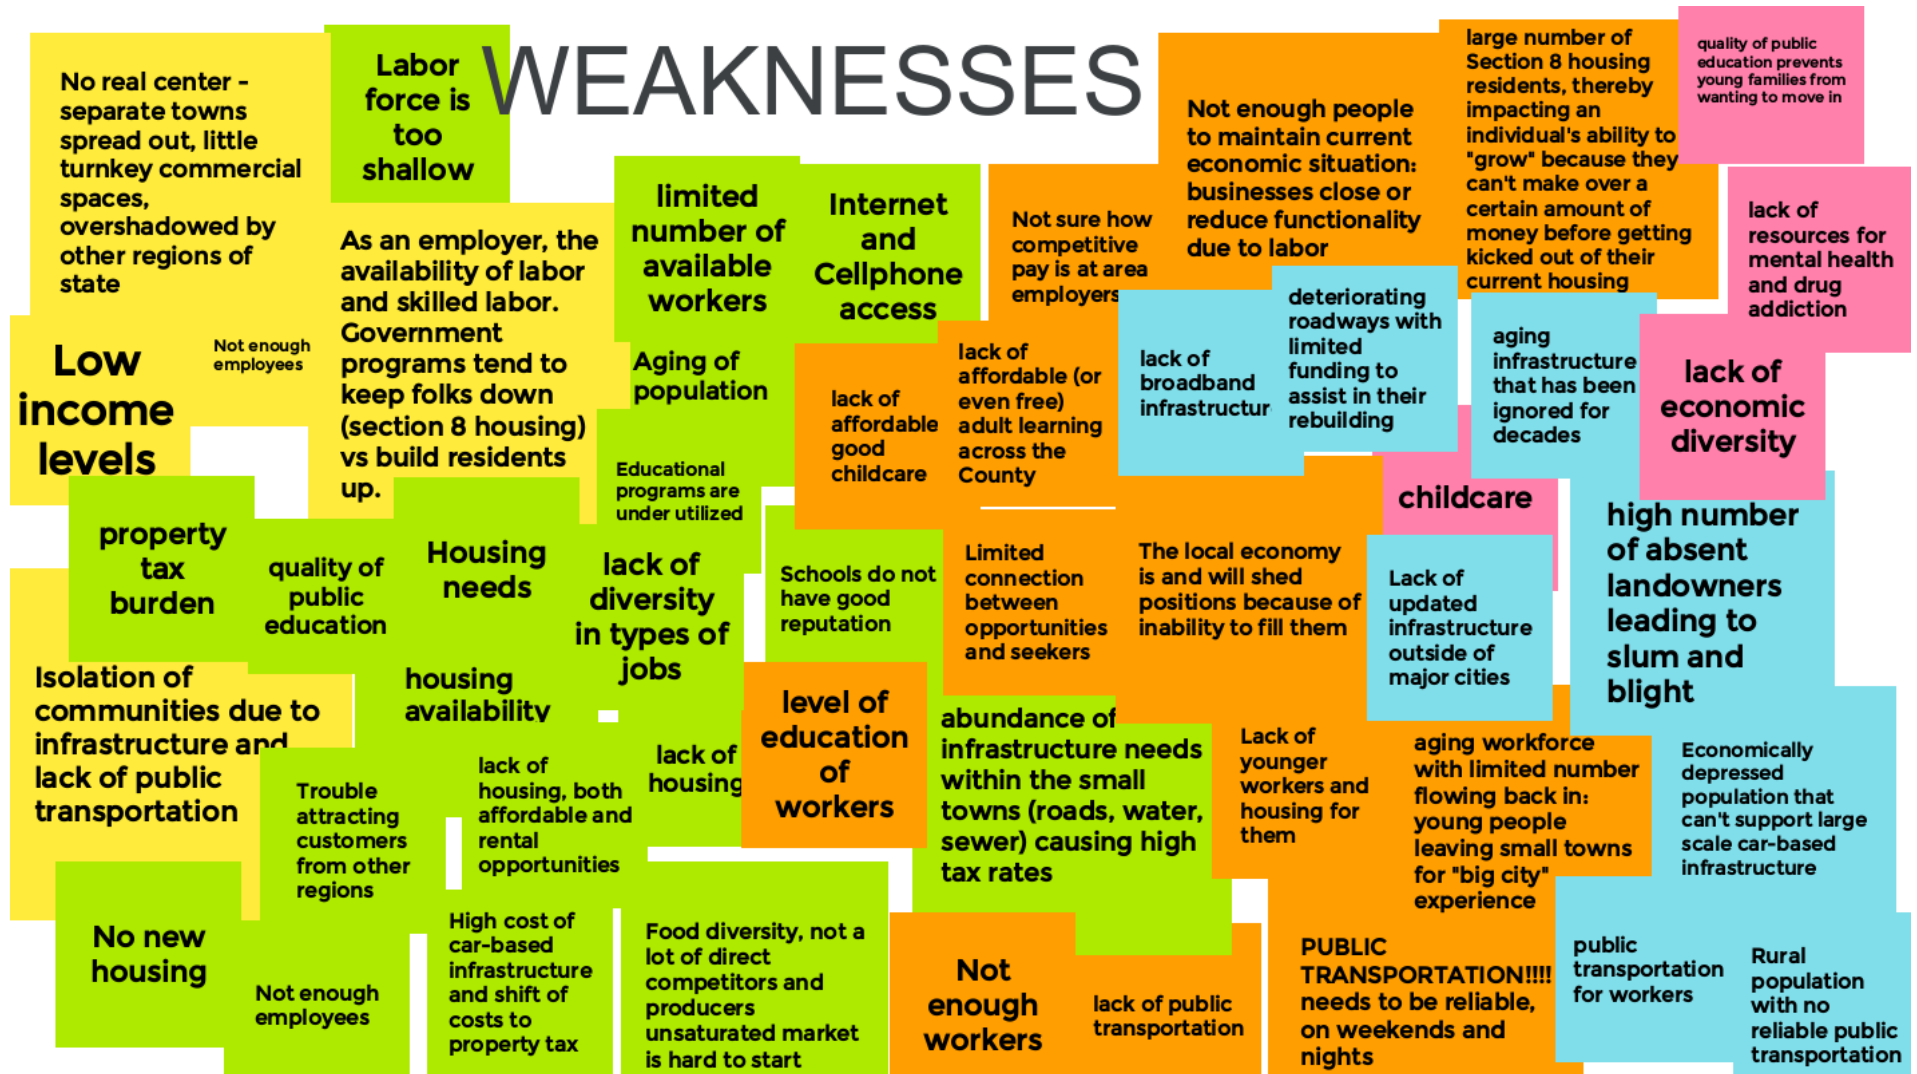 WEAKNESSES
No real center -
separate towns
spread out, little
turnkey commercial
spaces,
overshadowed by
other regions of
state
Labor
force is
too
shallow
As an employer, the
availability of labor
and skilled labor.
Government
programs tend to
keep folks down
(section 8 housing)
vs build residents
up.
limited
number of
available
workers
Internet
and
Cellphone
access
Not sure how
competitive
pay is at area
employers
Not enough people
to maintain current
economic situation:
businesses close or
reduce functionality
due to labor
large number of
Section 8 housing
residents, thereby
impacting an
individual's ability to
"grow" because they
can't make over a
certain amount of
money before getting
kicked out of their
current housing
quality of public
education prevents
young families from
wanting to move in
lack of
resources for
mental health
and drug
addiction
Low
income
levels
Not enough
employees
Aging of
population
lack of
affordable
good
childcare
lack of
affordable (or
even free)
adult learning
across the
County
lack of
broadband
infrastructur
deteriorating
roadways with
limited
funding to
assist in their
rebuilding
aging
infrastructure
that has been
ignored for
decades
lack of
economic
diversity
Educational
programs are
under utilized
childcare
property
tax
burden
quality of
public
education
Housing
needs
lack of
diversity
in types of
jobs
Schools do not
have good
reputation
Limited
connection
between
opportunities
and seekers
The local economy
is and will shed
positions because of
inability to fill them
Lack of
updated
infrastructure
outside of
major cities
high number
of absent
landowners
leading to
slum and
blight
Isolation of
communities due to
infrastructure and
lack of public
transportation
housing
availability
Trouble
attracting
customers
from other
regions
lack of
housing, both
affordable and
rental
opportunities
lack of
housing
level of
education
of
workers
abundance of
infrastructure needs
within the small
towns (roads, water,
sewer) causing high
tax rates
Lack of
younger
workers and
housing for
them
aging workforce
with limited number
flowing back in:
young people
leaving small towns
for "big city"
experience
Economically
depressed
population that
can't support large
scale car-based
infrastructure
No new
housing
Not enough
employees
High cost of
car-based
infrastructure
and shift of
costs to
property tax
Food diversity, not a
lot of direct
competitors and
producers
unsaturated market
is hard to start
Not
enough
workers
lack of public
transportation
PUBLIC
TRANSPORTATION!!!!
needs to be reliable,
on weekends and
nights
public
transportation
for workers
Rural
population
with no
reliable public
transportation